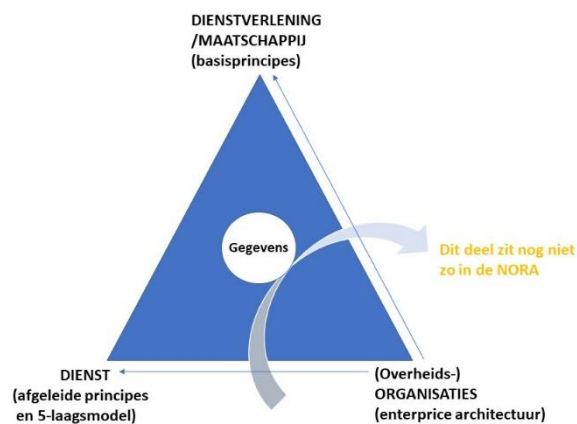 DIENSTVERLENING
/MAATSCHAPPIJ
(basisprincipes)
Gegevens
Dit deel zit nog niet
zo in de NORA
DIENST
(afgeleide principes
en 5-laagsmodel)
(Overheids-)
ORGANISATIES
(enterprice architectuur)